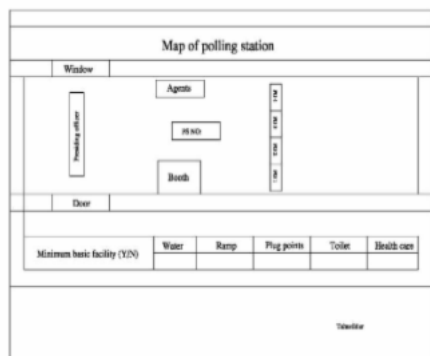 Map of polling station
Window
Agents
Presiding officer
PS NO
Booth
Door
Minimum basic facility (Y/N)
Water
Ramp
Plug points
Toilet
Health care